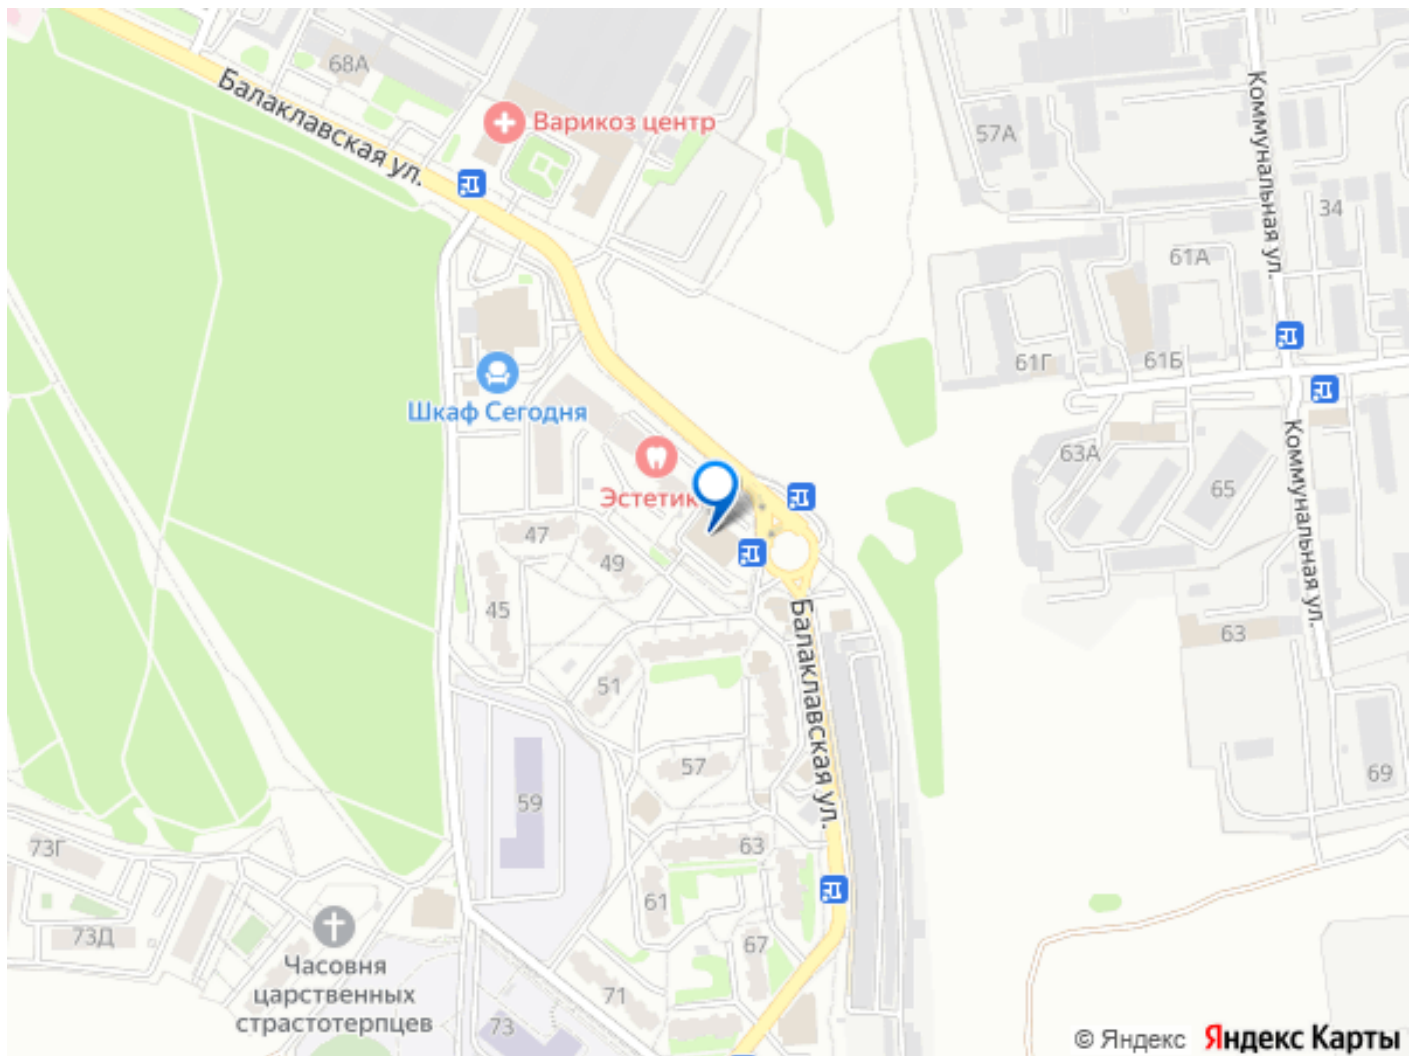 68А
Балаклавская ул.
Варикоз центр
57А
Коммунальная ул.
34
61А
61Г
61Б
Шкаф Сегодня
63А
Коммунальная ул.
65
Эстетик
47
49
45
63
51
Балаклавская ул.
57
59
69
63
73Г
61
73Д
67
Часовня
царственных
страстотерпцев
71
73
© Яндекс Яндекс Карты